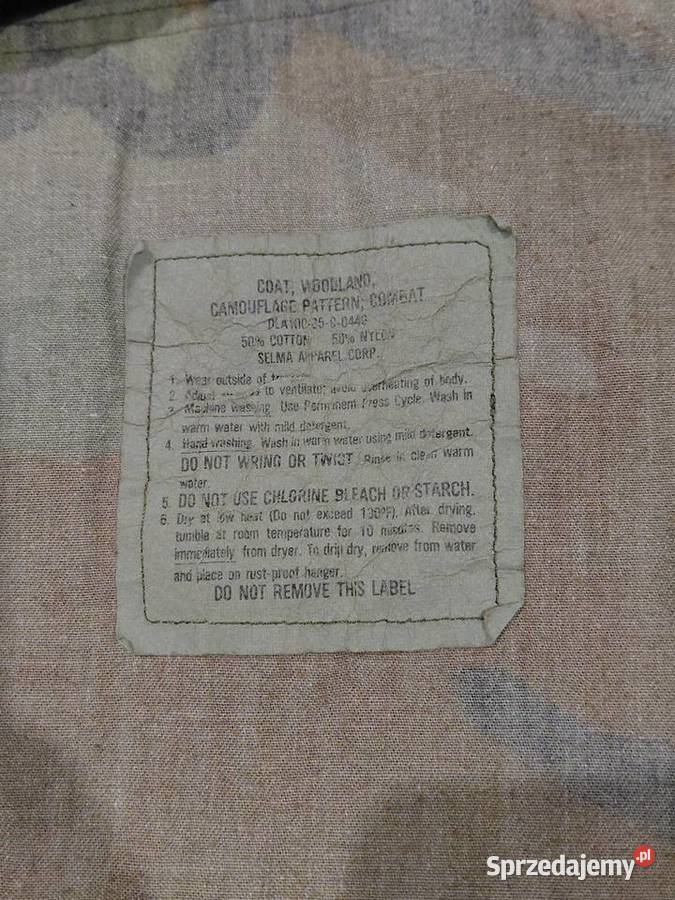 COAT, WOODLAND,
CAMOUFLAGE PATTERN, COMBAT
50% COTTON 50% NYLON
SELMA APPAREL CORP.
1. Wear outside of
2. Adjust to ventilate; avoid overheating of body.
3. Machine washing. Use Permanent Press Cycle. Wash in
warm water with mild detergent.
4. Hand washing. Wash in warm water using mild detergent.
DO NOT WRING OR TWIST. Rinse in clean warm
water.
5. DO NOT USE CHLORINE BLEACH OR STARCH.
6. Dry at low heat (Do not exceed 130°F). After drying,
tumble at room temperature for 10 minutes. Remove
immediately from dryer. To drip dry, remove from water
and place on rust-proof hanger.
DO NOT REMOVE THIS LABEL
Sprzedajemy.pl